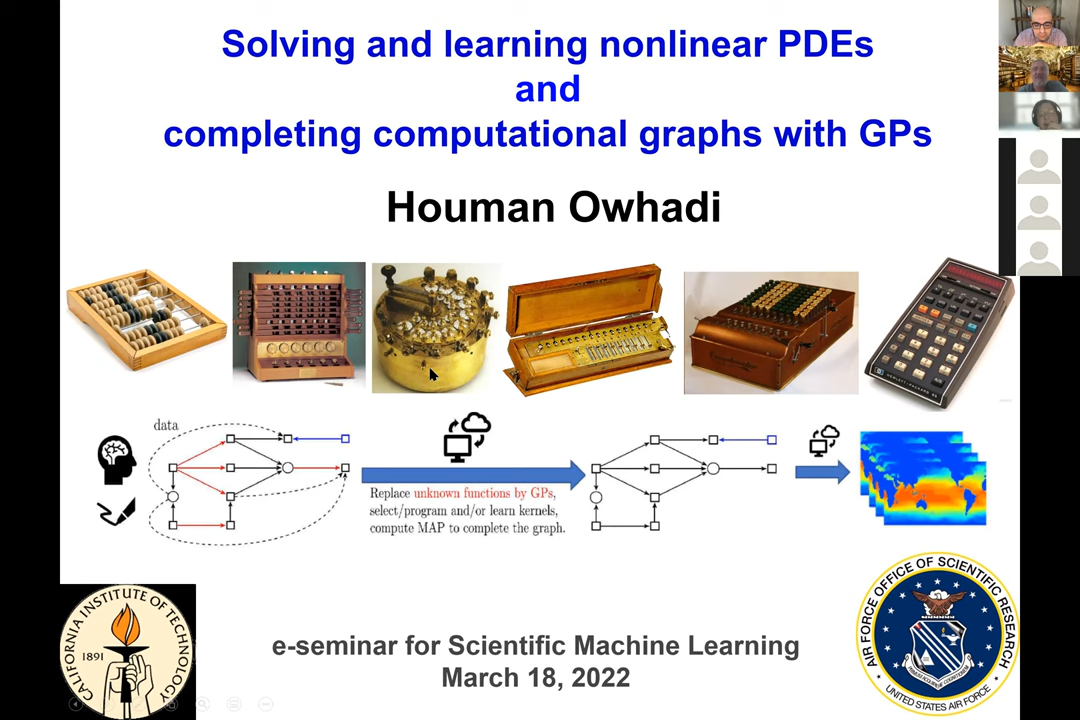 Solving and learning nonlinear PDEs
and
completing computational graphs with GPs
Houman Owhadi
data
Replace unknown functions by GPs,
select/program and/or learn kernels,
compute MAP to complete the graph.
CALIFORNIA INSTITUTE OF TECHNOLOGY
1891
e-seminar for Scientific Machine Learning
March 18, 2022
AIR FORCE OFFICE OF SCIENTIFIC RESEARCH
UNITED STATES AIR FORCE
HEWLETT-PACKARD